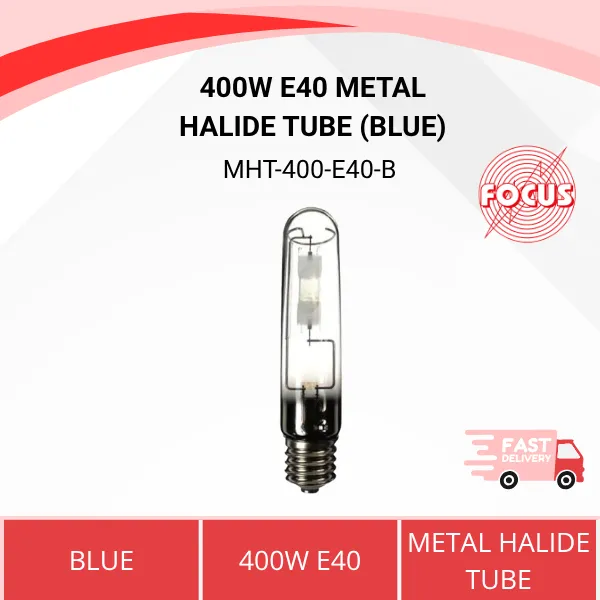 400W E40 METAL
HALIDE TUBE (BLUE)
MHT-400-E40-B
FOCUS
FAST
DELIVERY
BLUE
400W E40
METAL HALIDE
TUBE